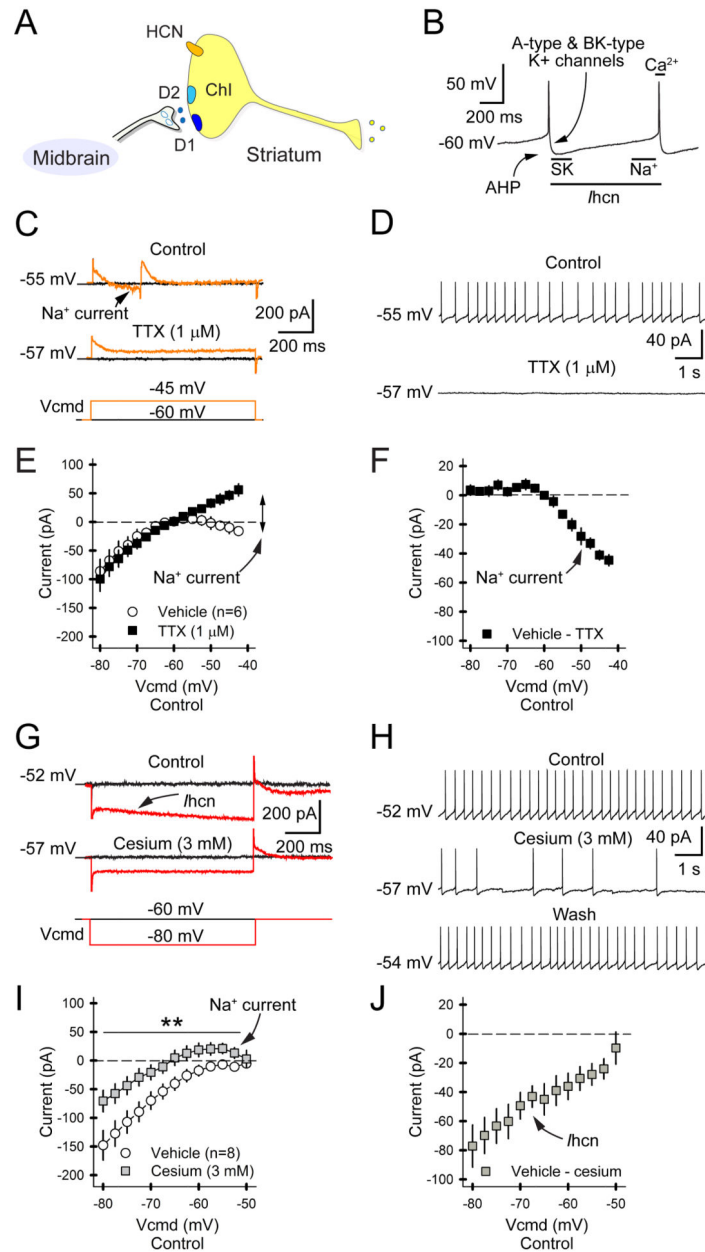 A
HCN
D2
ChI
D1
Midbrain
Striatum
B
A-type & BK-type
K+ channels
Ca2+
50 mV
200 ms
-60 mV
AHP
SK
Na+
Ihcn
C
Control
-55 mV
Na+ current
200 pA
200 ms
TTX (1 μM)
-57 mV
-45 mV
Vcmd
-60 mV
D
Control
-55 mV
40 pA
1 s
TTX (1 μM)
-57 mV
E
100
50
0
-50
-100
-150
-200
Current (pA)
Na+ current
Vehicle (n=6)
TTX (1 μM)
-80 -70 -60 -50 -40
Vcmd (mV)
Control
F
20
0
-20
-40
-60
-80
-100
Current (pA)
Na+ current
Vehicle - TTX
-80 -70 -60 -50 -40
Vcmd (mV)
Control
G
Control
-52 mV
Ihcn
200 pA
200 ms
Cesium (3 mM)
-57 mV
-60 mV
Vcmd
-80 mV
H
Control
-52 mV
Cesium (3 mM)
40 pA
1 s
-57 mV
Wash
-54 mV
I
Na+ current
**
100
50
0
-50
-100
-150
-200
Current (pA)
Vehicle (n=8)
Cesium (3 mM)
-80 -70 -60 -50
Vcmd (mV)
Control
J
20
0
-20
-40
-60
-80
-100
Current (pA)
Ihcn
Vehicle - cesium
-80 -70 -60 -50
Vcmd (mV)
Control